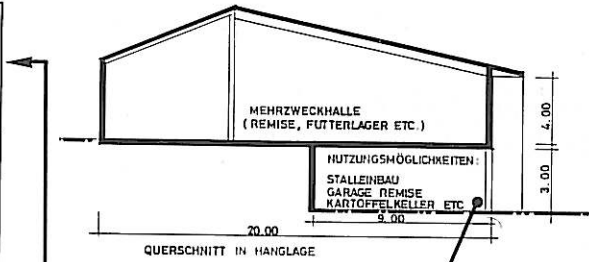 MEHRZWECKHALLE
(REMISE, FUTTERLAGER ETC.)
4.00
NUTZUNGSMÖGLICHKEITEN:
STALLEINBAU
GARAGE REMISE
KARTOFFELKELLER ETC
3.00
9.00
20.00
QUERSCHNITT IN HANGLAGE